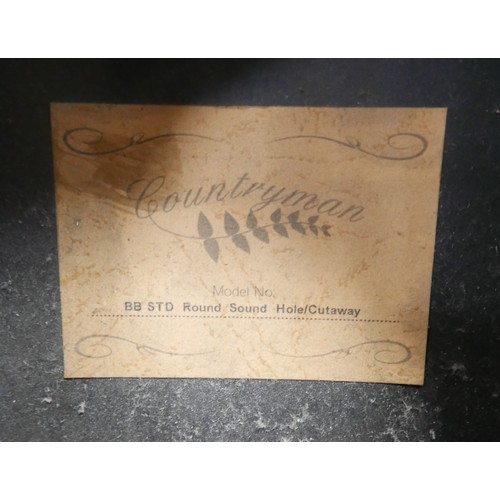 Countryman
Model No:
BB STD Round Sound Hole/Cutaway